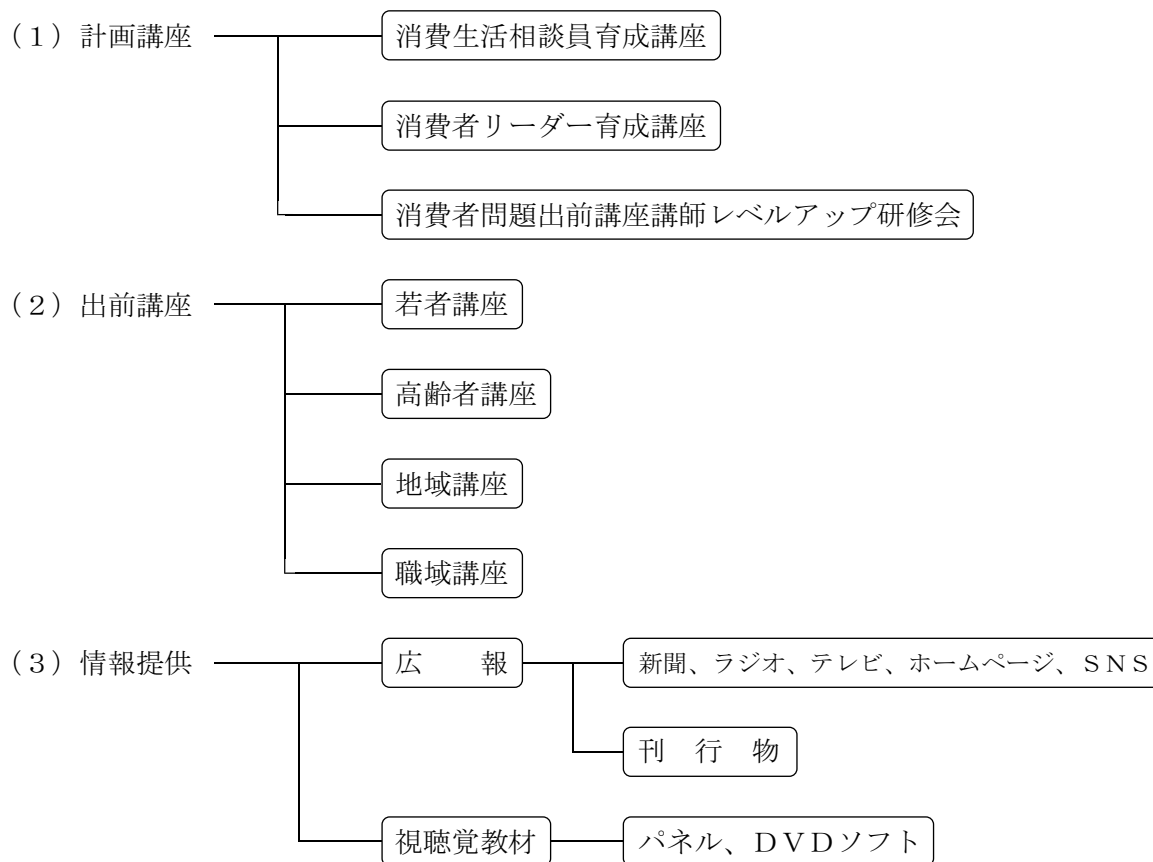 （１）計画講座
消費生活相談員育成講座
消費者リーダー育成講座
消費者問題出前講座講師レベルアップ研修会
（２）出前講座
若者講座
高齢者講座
地域講座
職域講座
（３）情報提供
広　　報
新聞、ラジオ、テレビ、ホームページ、ＳＮＳ
刊　行　物
視聴覚教材
パネル、ＤＶＤソフト